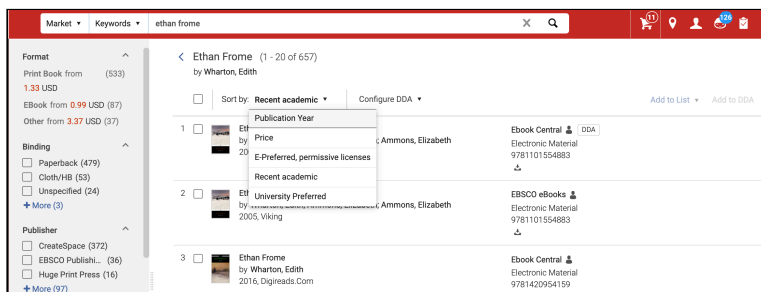 Market ▾ Keywords ▾ ethan frome
11
126
Format
Print Book from (533)
1.33 USD
EBook from 0.99 USD (87)
Other from 3.37 USD (37)
Binding
Paperback (479)
Cloth/HB (53)
Unspecified (24)
+ More (3)
Publisher
CreateSpace (372)
EBSCO Publishi... (36)
Huge Print Press (16)
+ More (97)
Ethan Frome (1 - 20 of 657)
by Wharton, Edith
Sort by: Recent academic ▾ Configure DDA ▾ Add to List ▾ Add to DDA
Publication Year
Price
E-Preferred, permissive licenses
Recent academic
University Preferred
1 Et
by ; Ammons, Elizabeth
20
Ebook Central DDA
Electronic Material
9781101554883
2 Et
by Ammons, Elizabeth
2005, Viking
EBSCO eBooks
Electronic Material
9781101554883
3 Ethan Frome
by Wharton, Edith
2016, Digireads.Com
Ebook Central
Electronic Material
9781420954159